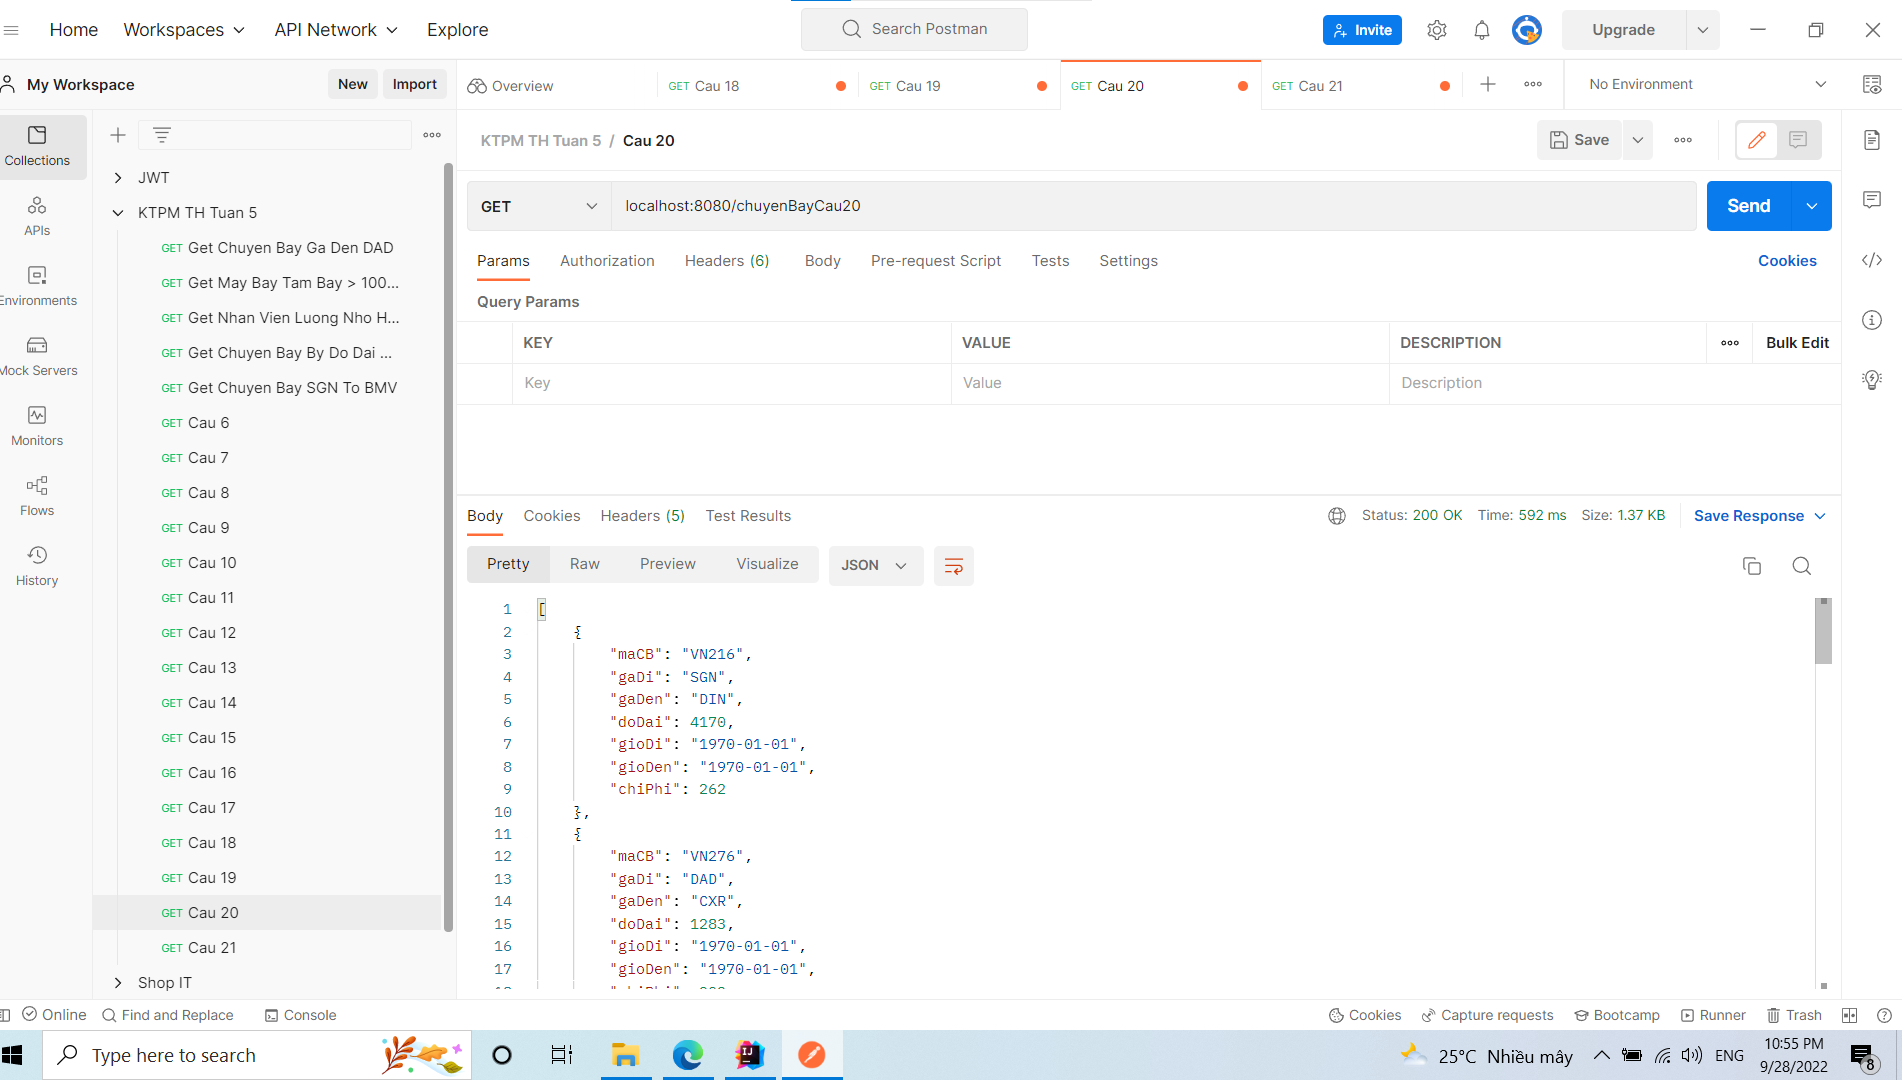 Home Workspaces API Network Explore Search Postman Invite Upgrade
My Workspace New Import Overview GET Cau 18 GET Cau 19 GET Cau 20 GET Cau 21 No Environment
Collections
APIs
Environments
Mock Servers
Monitors
Flows
History
JWT
KTPM TH Tuan 5
GET Get Chuyen Bay Ga Den DAD
GET Get May Bay Tam Bay > 100...
GET Get Nhan Vien Luong Nho H...
GET Get Chuyen Bay By Do Dai ...
GET Get Chuyen Bay SGN To BMV
GET Cau 6
GET Cau 7
GET Cau 8
GET Cau 9
GET Cau 10
GET Cau 11
GET Cau 12
GET Cau 13
GET Cau 14
GET Cau 15
GET Cau 16
GET Cau 17
GET Cau 18
GET Cau 19
GET Cau 20
GET Cau 21
Shop IT
KTPM TH Tuan 5 / Cau 20 Save
GET localhost:8080/chuyenBayCau20 Send
Params Authorization Headers (6) Body Pre-request Script Tests Settings Cookies
Query Params
KEY VALUE DESCRIPTION Bulk Edit
Key Value Description
Body Cookies Headers (5) Test Results Status: 200 OK Time: 592 ms Size: 1.37 KB Save Response
Pretty Raw Preview Visualize JSON
1 [
2 {
3 "maCB": "VN216",
4 "gaDi": "SGN",
5 "gaDen": "DIN",
6 "doDai": 4170,
7 "gioDi": "1970-01-01",
8 "gioDen": "1970-01-01",
9 "chiPhi": 262
10 },
11 {
12 "maCB": "VN276",
13 "gaDi": "DAD",
14 "gaDen": "CXR",
15 "doDai": 1283,
16 "gioDi": "1970-01-01",
17 "gioDen": "1970-01-01",
Online Find and Replace Console Cookies Capture requests Bootcamp Runner Trash
Type here to search 25°C Nhiều mây ENG 10:55 PM
9/28/2022 8